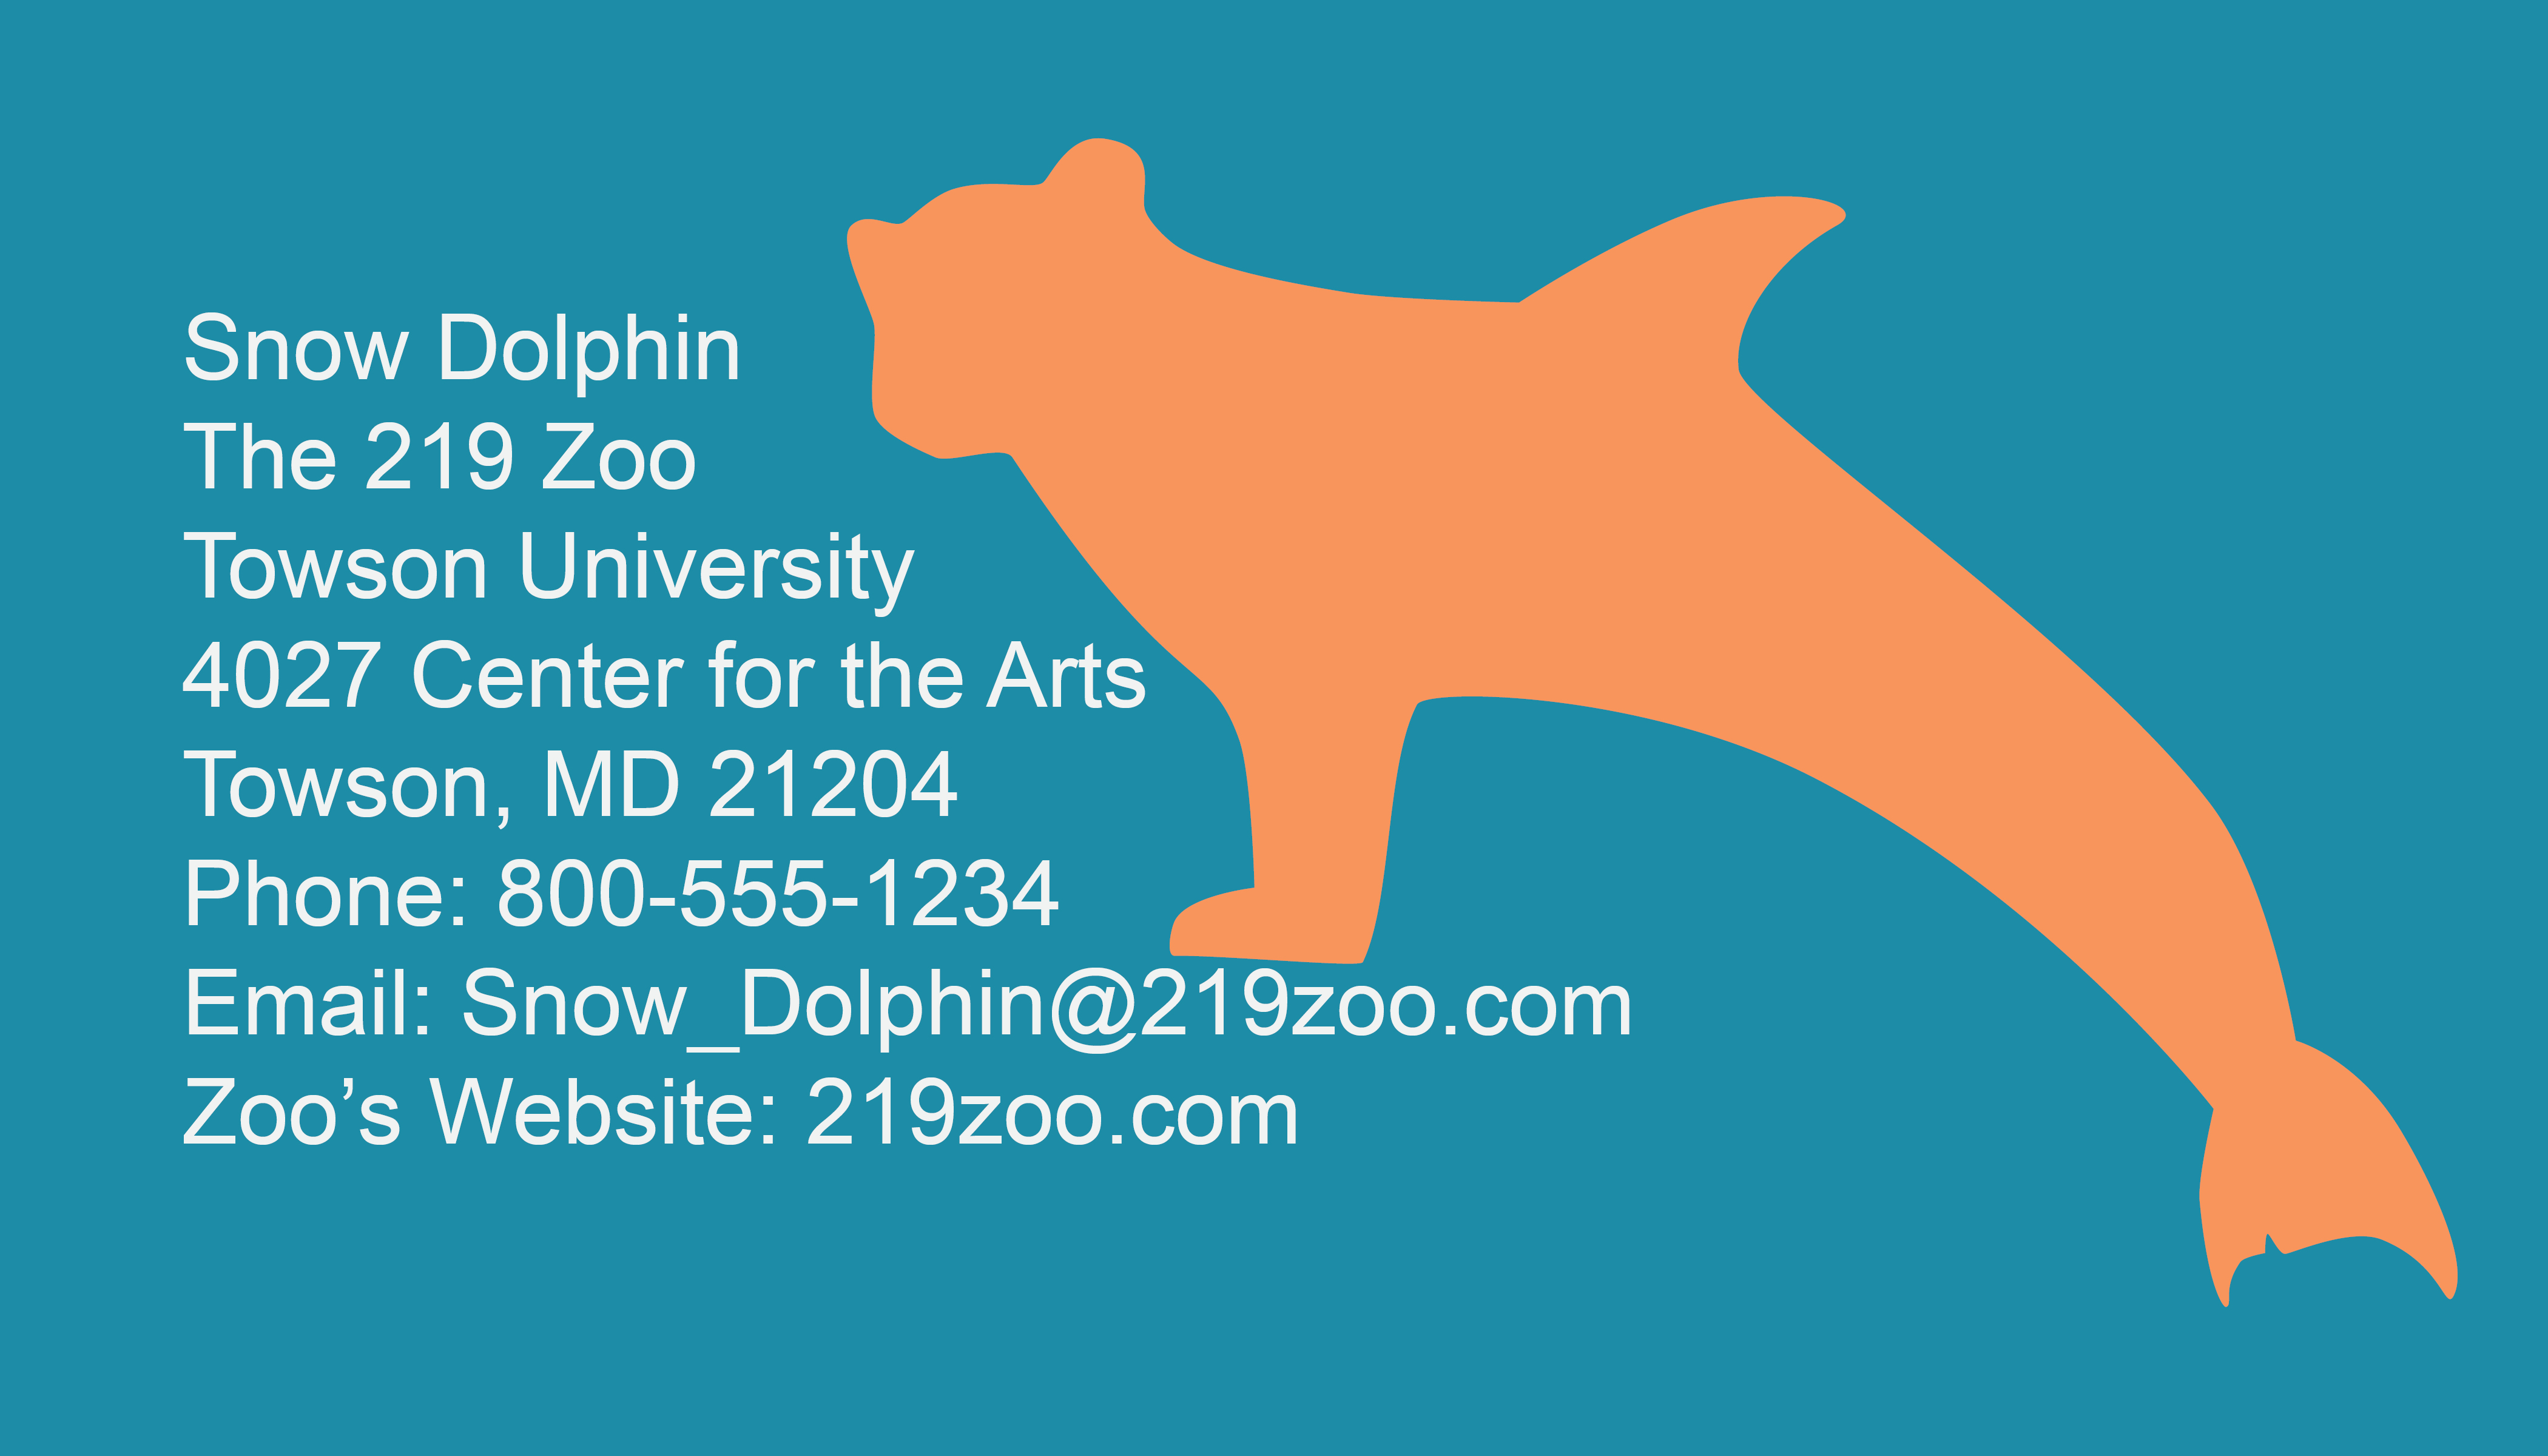 Snow Dolphin
The 219 Zoo
Towson University
4027 Center for the Arts
Towson, MD 21204
Phone: 800-555-1234
Email: Snow_Dolphin@219zoo.com
Zoo’s Website: 219zoo.com